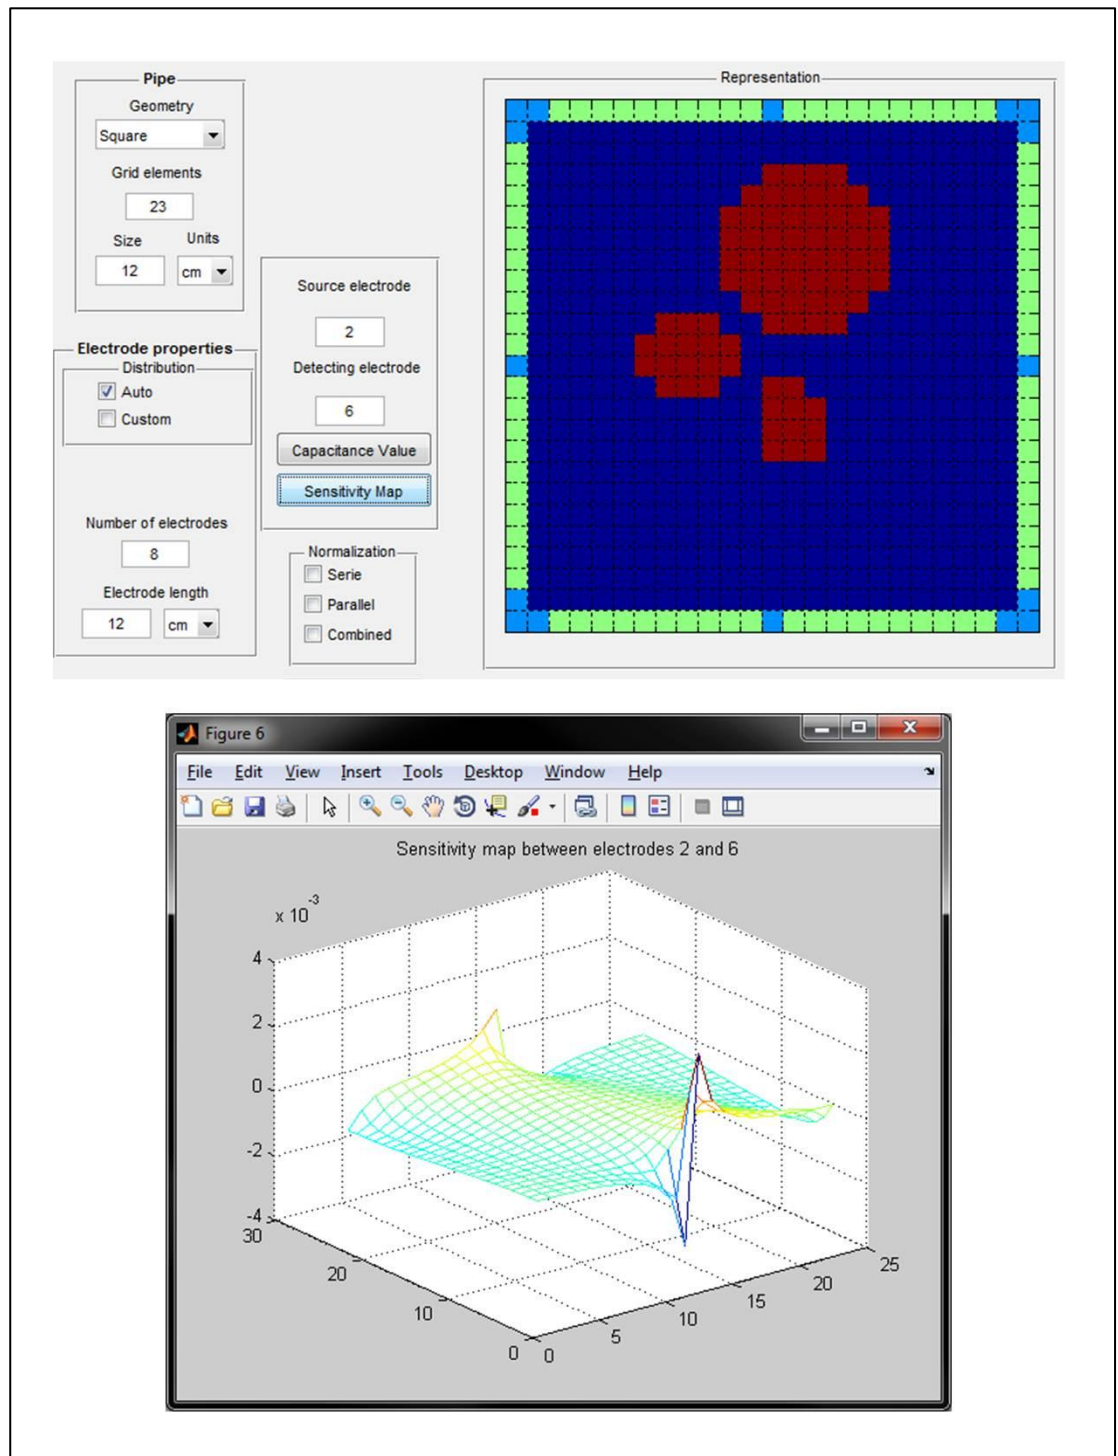 Pipe
Geometry
Square
Grid elements
23
Size Units
12 cm
Electrode properties
Distribution
Auto
Custom
Number of electrodes
8
Electrode length
12 cm
Source electrode
2
Detecting electrode
6
Capacitance Value
Sensitivity Map
Normalization
Serie
Parallel
Combined
Representation
Figure 6
File Edit View Insert Tools Desktop Window Help
Sensitivity map between electrodes 2 and 6
x 10^-3
4
2
0
-2
-4
30
20
10
0
0
5
10
15
20
25